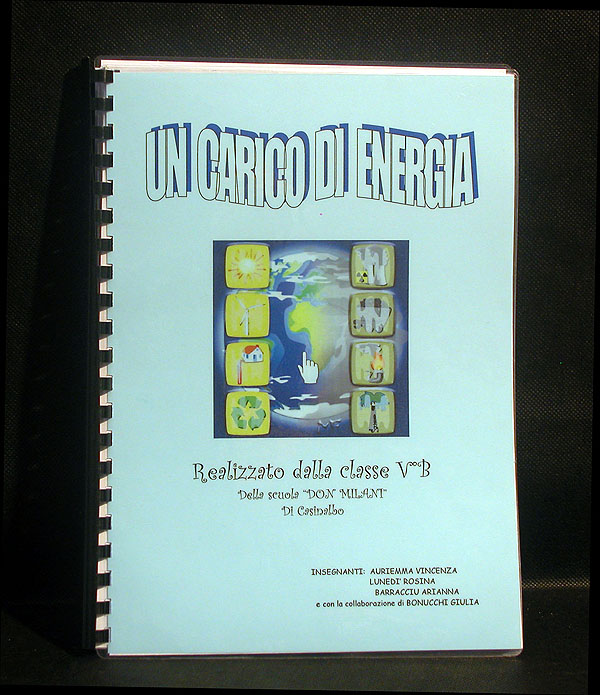 UN CARICO DI ENERGIA
Realizzato dalla classe V°B
Della scuola "DON MILANI"
Di Casinalbo
INSEGNANTI: AURIEMMA VINCENZA
LUNEDI' ROSINA
BARRACCIU ARIANNA
e con la collaborazione di BONUCCHI GIULIA